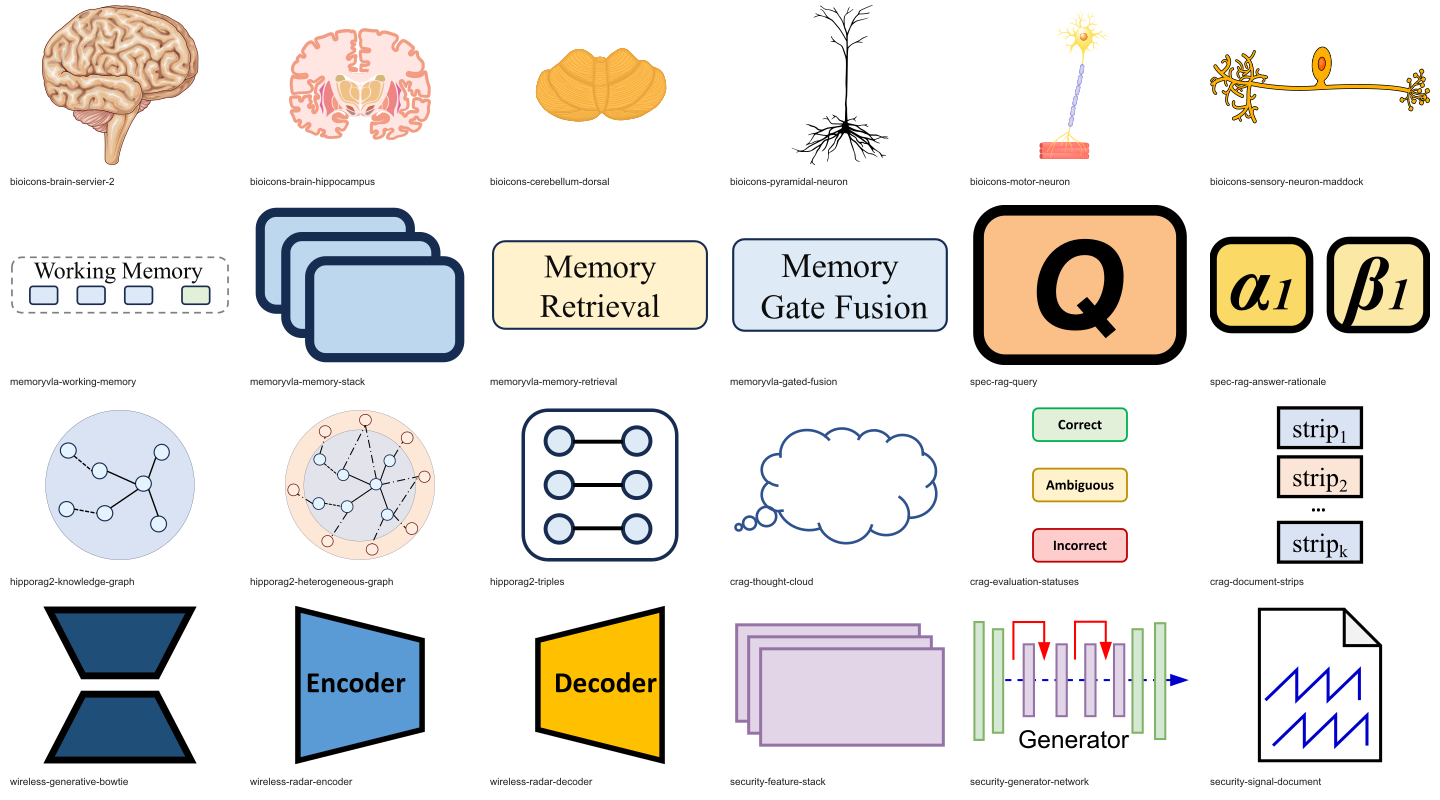 bioicons-brain-servier-2
bioicons-brain-hippocampus
bioicons-cerebellum-dorsal
bioicons-pyramidal-neuron
bioicons-motor-neuron
bioicons-sensory-neuron-maddock
Working Memory
Memory
Retrieval
Memory
Gate Fusion
Q
α1
β1
memoryvla-working-memory
memoryvla-memory-stack
memoryvla-memory-retrieval
memoryvla-gated-fusion
spec-rag-query
spec-rag-answer-rationale
Correct
Ambiguous
Incorrect
strip1
strip2
...
stripk
hipporag2-knowledge-graph
hipporag2-heterogeneous-graph
hipporag2-triples
crag-thought-cloud
crag-evaluation-statuses
crag-document-strips
Encoder
Decoder
Generator
wireless-generative-bowtie
wireless-radar-encoder
wireless-radar-decoder
security-feature-stack
security-generator-network
security-signal-document